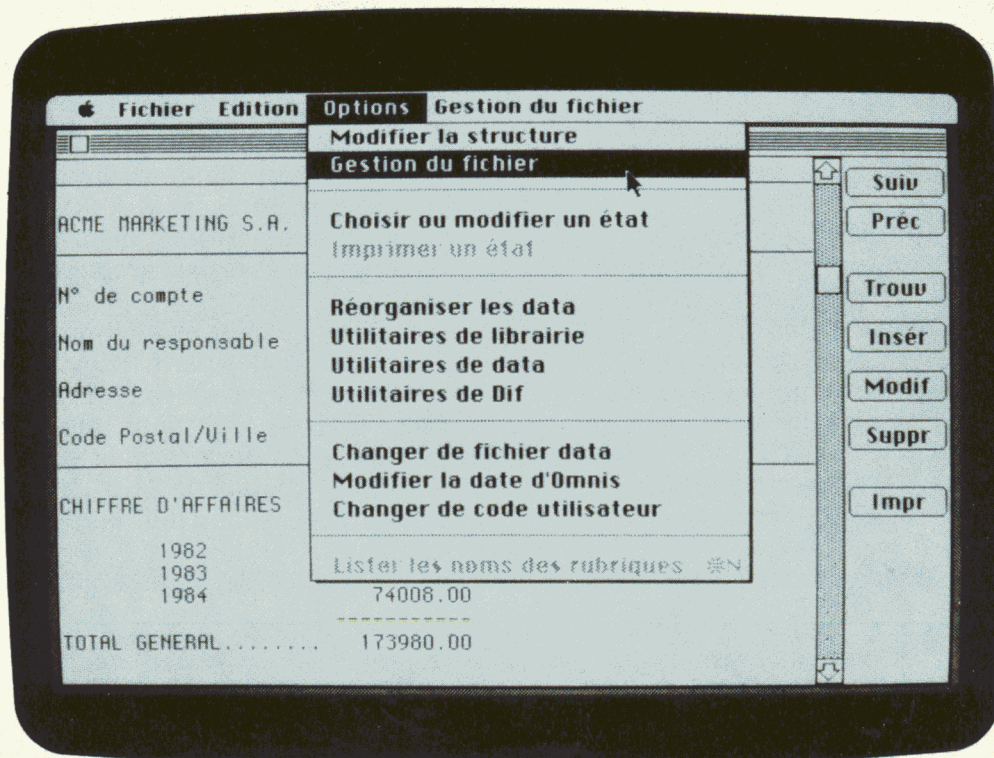 Fichier Edition Options Gestion du fichier
Modifier la structure
Gestion du fichier
Choisir ou modifier un état
Imprimer un état
Réorganiser les data
Utilitaires de librairie
Utilitaires de data
Utilitaires de Dif
Changer de fichier data
Modifier la date d'Omnis
Changer de code utilisateur
Lister les noms des rubriques ⌘N
ACME MARKETING S.A.
N° de compte
Nom du responsable
Adresse
Code Postal/Ville
CHIFFRE D'AFFAIRES
1982
1983
1984 74008.00
-----------
TOTAL GENERAL........ 173980.00
Suiv
Préc
Trouv
Insér
Modif
Suppr
Impr